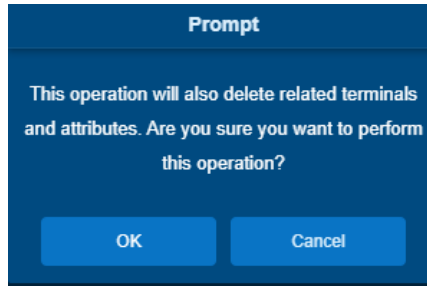 Prompt
This operation will also delete related terminals
and attributes. Are you sure you want to perform
this operation?
OK
Cancel